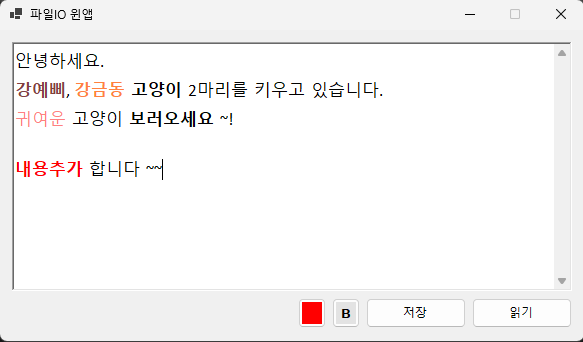 파일IO 윈앱
안녕하세요.
강예삐, 강금동 고양이 2마리를 키우고 있습니다.
귀여운 고양이 보러오세요 ~!
내용추가 합니다 ~~
B
저장
읽기